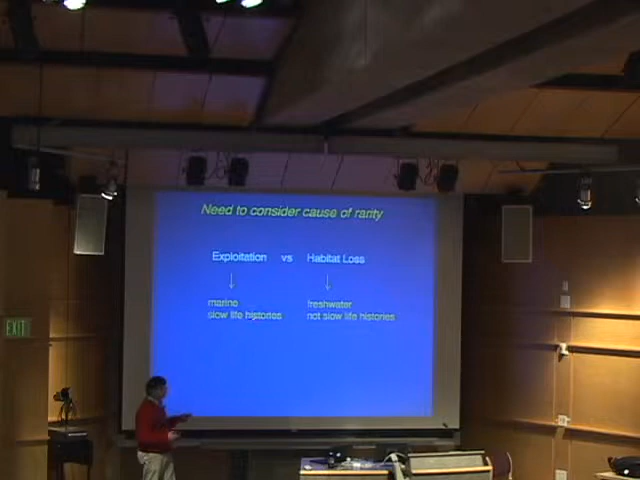 Need to consider cause of rarity
Exploitation vs Habitat Loss
marine freshwater
slow life histories not slow life histories
EXIT